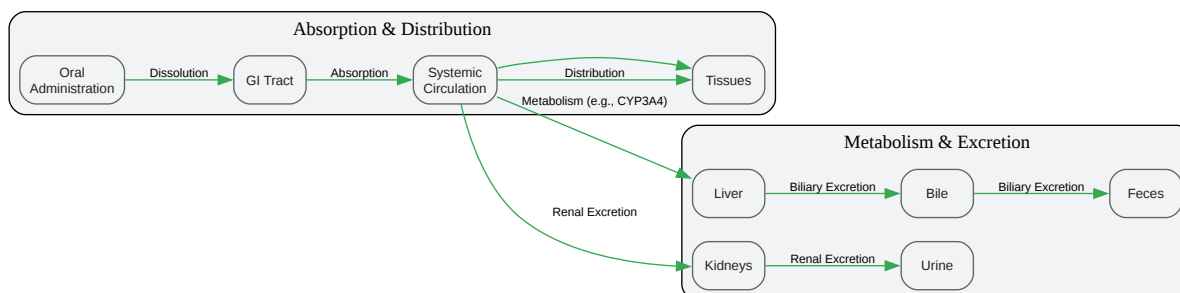 Absorption & Distribution
Oral
Administration
Dissolution
GI Tract
Absorption
Systemic
Circulation
Distribution
Tissues
Metabolism (e.g., CYP3A4)
Metabolism & Excretion
Liver
Biliary Excretion
Bile
Biliary Excretion
Feces
Renal Excretion
Kidneys
Renal Excretion
Urine